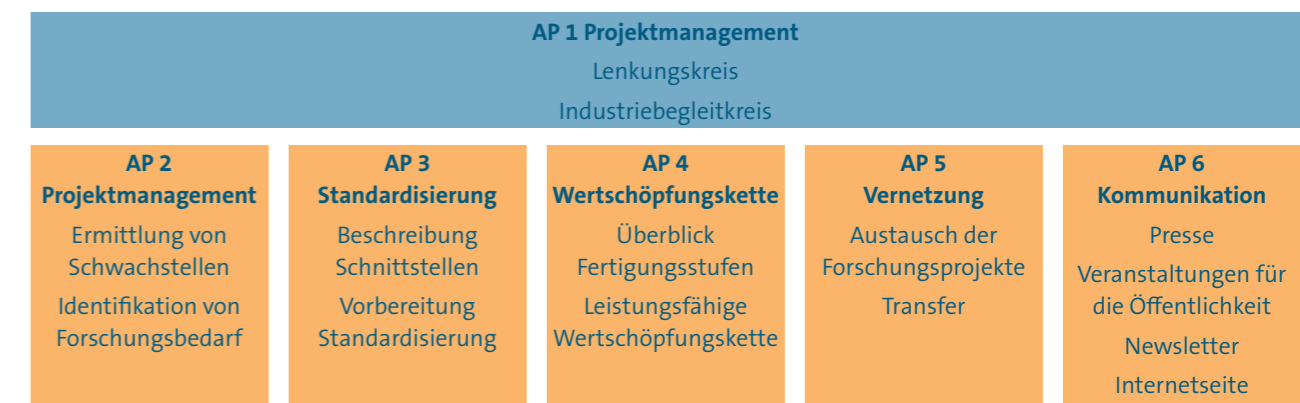 AP 1 Projektmanagement
Lenkungskreis
Industriebegleitkreis
AP 2
Projektmanagement
Ermittlung von
Schwachstellen
Identifikation von
Forschungsbedarf
AP 3
Standardisierung
Beschreibung
Schnittstellen
Vorbereitung
Standardisierung
AP 4
Wertschöpfungskette
Überblick
Fertigungsstufen
Leistungsfähige
Wertschöpfungskette
AP 5
Vernetzung
Austausch der
Forschungsprojekte
Transfer
AP 6
Kommunikation
Presse
Veranstaltungen für
die Öffentlichkeit
Newsletter
Internetseite